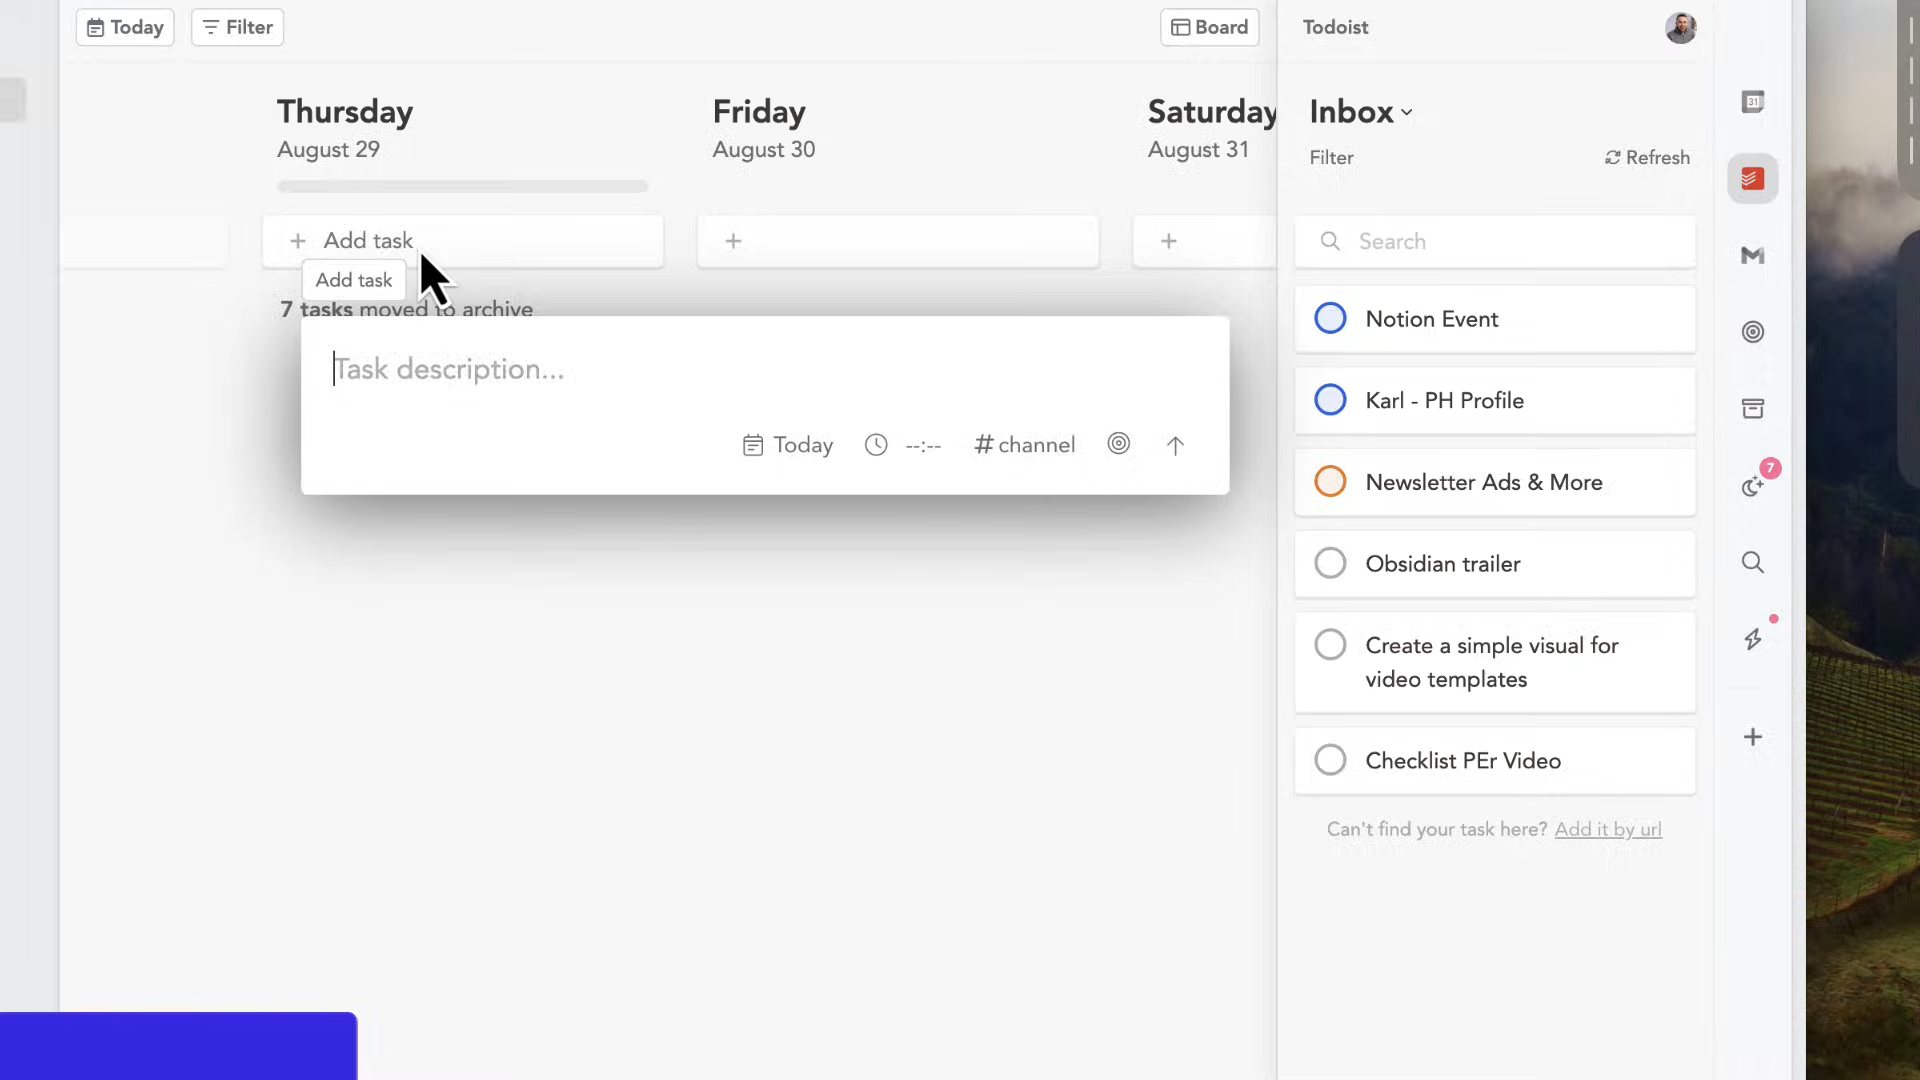 Today
Filter
Board
Todoist
Thursday
August 29
Friday
August 30
Saturday
August 31
Inbox
Filter
Refresh
Add task
Search
Add task
7 tasks moved to archive
Task description...
Today
--:--
# channel
Notion Event
Karl - PH Profile
Newsletter Ads & More
Obsidian trailer
Create a simple visual for
video templates
Checklist PEr Video
Can't find your task here? Add it by url
31
7